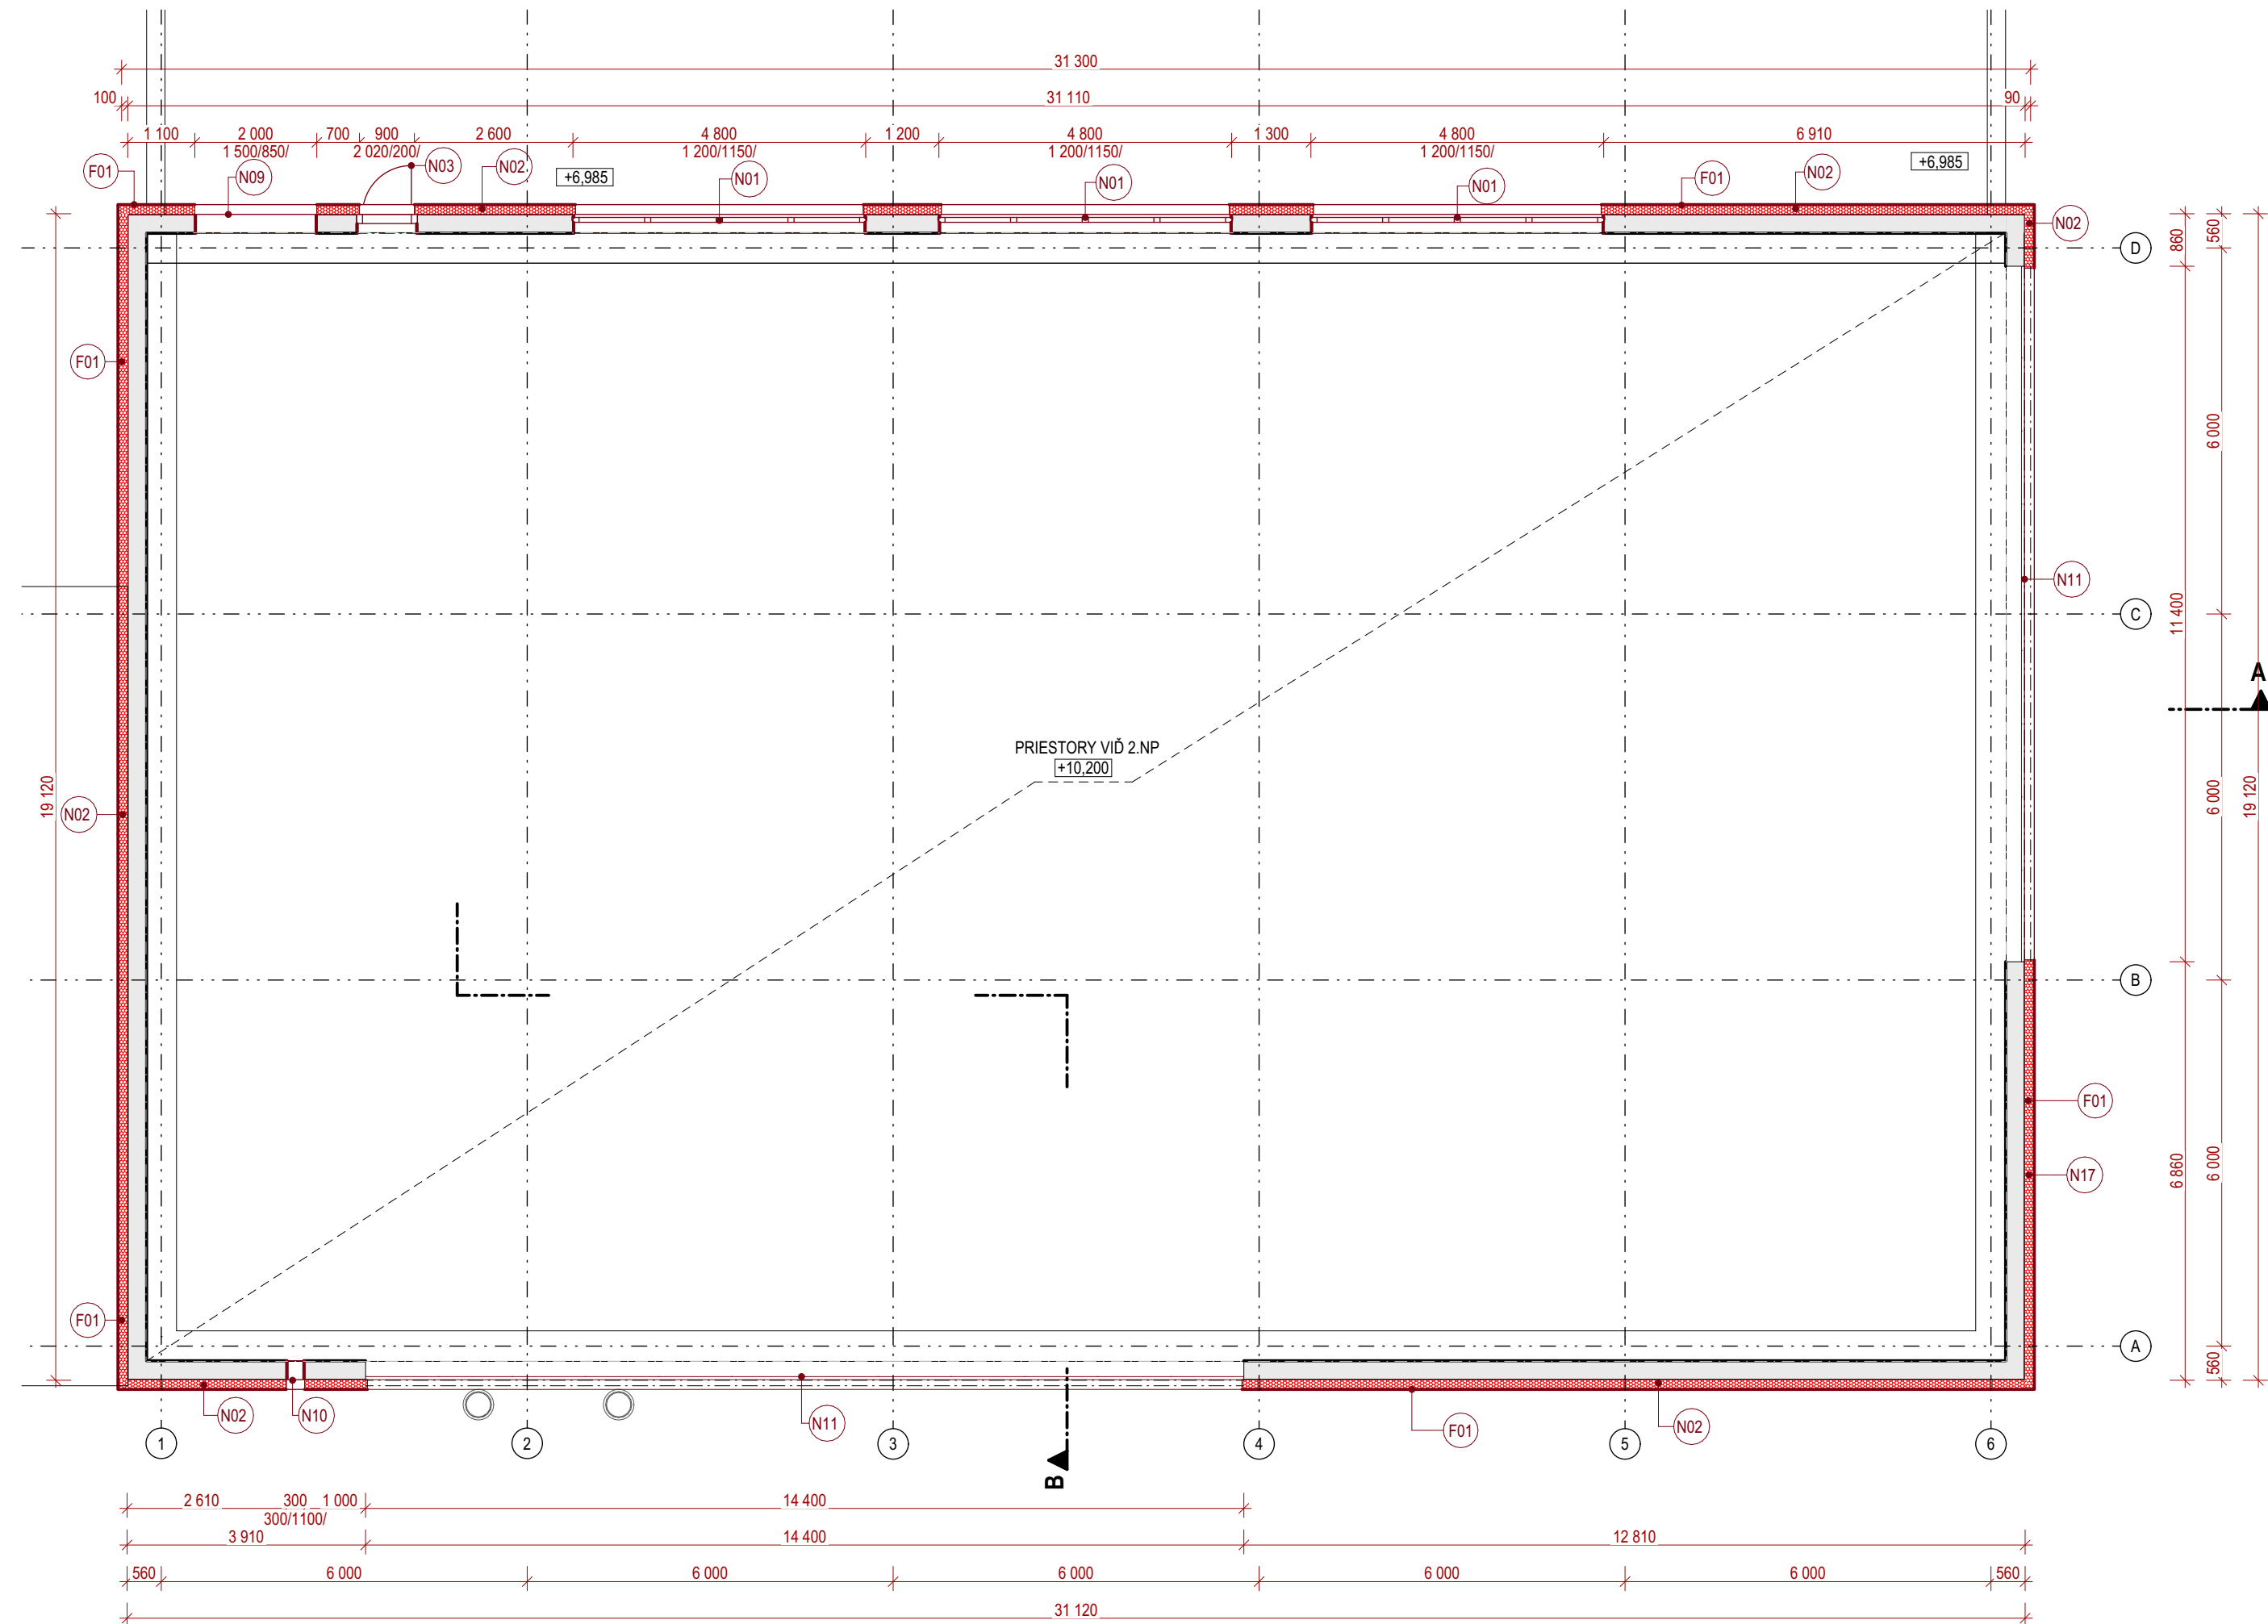 31 300
100 31 110 90
1 100 2 000 700 900 2 600 4 800 1 200 4 800 1 300 4 800 6 910
1 500/850/ 2 020/200/ 1 200/1150/ 1 200/1150/ 1 200/1150/
F01 N09 N03 N02 +6,985 N01 N01 N01 F01 N02 +6,985
N02
860 560
D
F01
6 000
N11
C
11 400
A
PRIESTORY VIĎ 2.NP
+10,200
19 120
N02
6 000
19 120
B
F01
6 860
6 000
N17
F01
A
560
N02 N10 N11 F01 N02
1 2 3 4 5 6
B
2 610 300 1 000 14 400
300/1100/
3 910 14 400 12 810
560 6 000 6 000 6 000 6 000 6 000 560
31 120